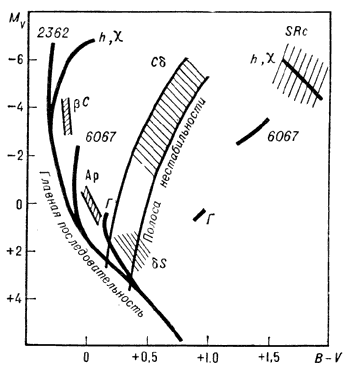 Mv
2362
h, χ
Cδ
SRc
h, χ
-6
βC
-4
6067
6067
-2
Ap
Г
0
Г
+2
δS
+4
Главная последовательность
Полоса нестабильности
0 +0,5 +1,0 +1,5 B-V